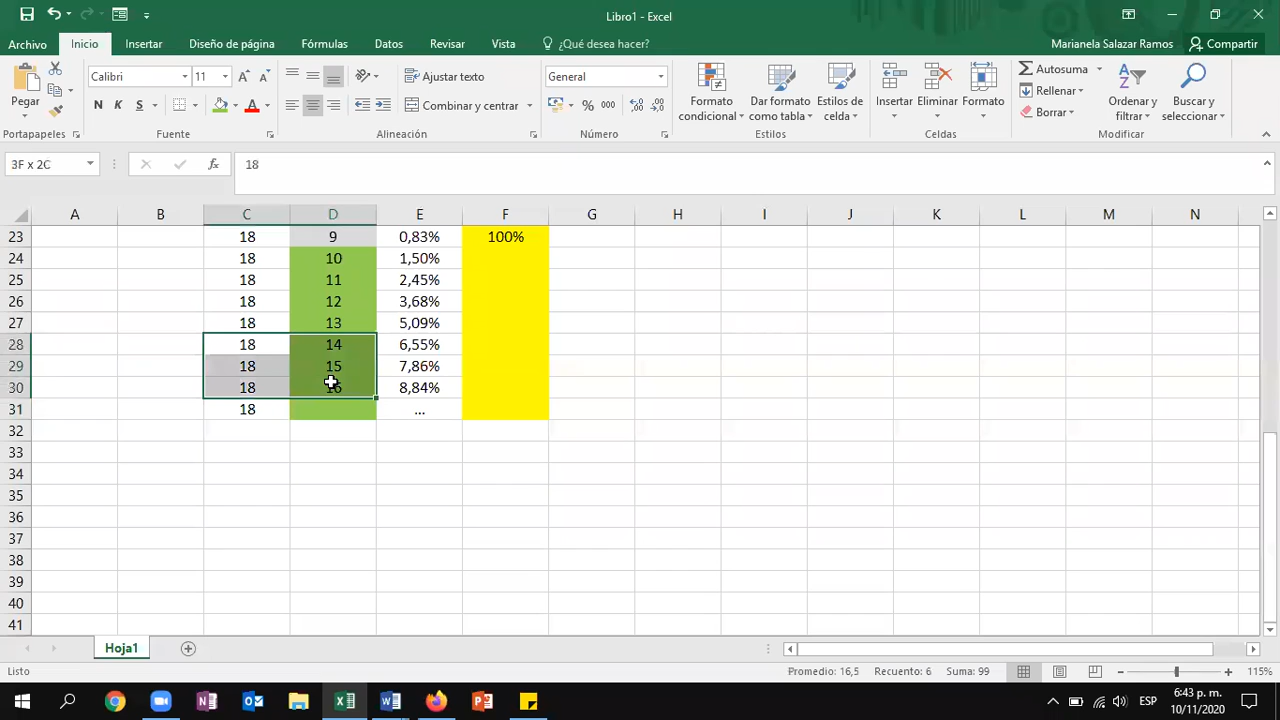 Libro1 - Excel
Archivo Inicio Insertar Diseño de página Fórmulas Datos Revisar Vista ¿Qué desea hacer? Marianela Salazar Ramos Compartir
Pegar
Calibri 11
Ajustar texto
General
Formato condicional
Dar formato como tabla
Estilos de celda
Insertar Eliminar Formato
Autosuma
Rellenar
Borrar
Ordenar y filtrar
Buscar y seleccionar
N K S
Combinar y centrar
% 000
Portapapeles Fuente Alineación Número Estilos Celdas Modificar
3F x 2C fx 18
A B C D E F G H I J K L M N
23 18 9 0,83% 100%
24 18 10 1,50%
25 18 11 2,45%
26 18 12 3,68%
27 18 13 5,09%
28 18 14 6,55%
29 18 15 7,86%
30 18 16 8,84%
31 18 ...
32
33
34
35
36
37
38
39
40
41
Hoja1
Listo Promedio: 16,5 Recuento: 6 Suma: 99 115%
ESP 6:43 p. m.
10/11/2020